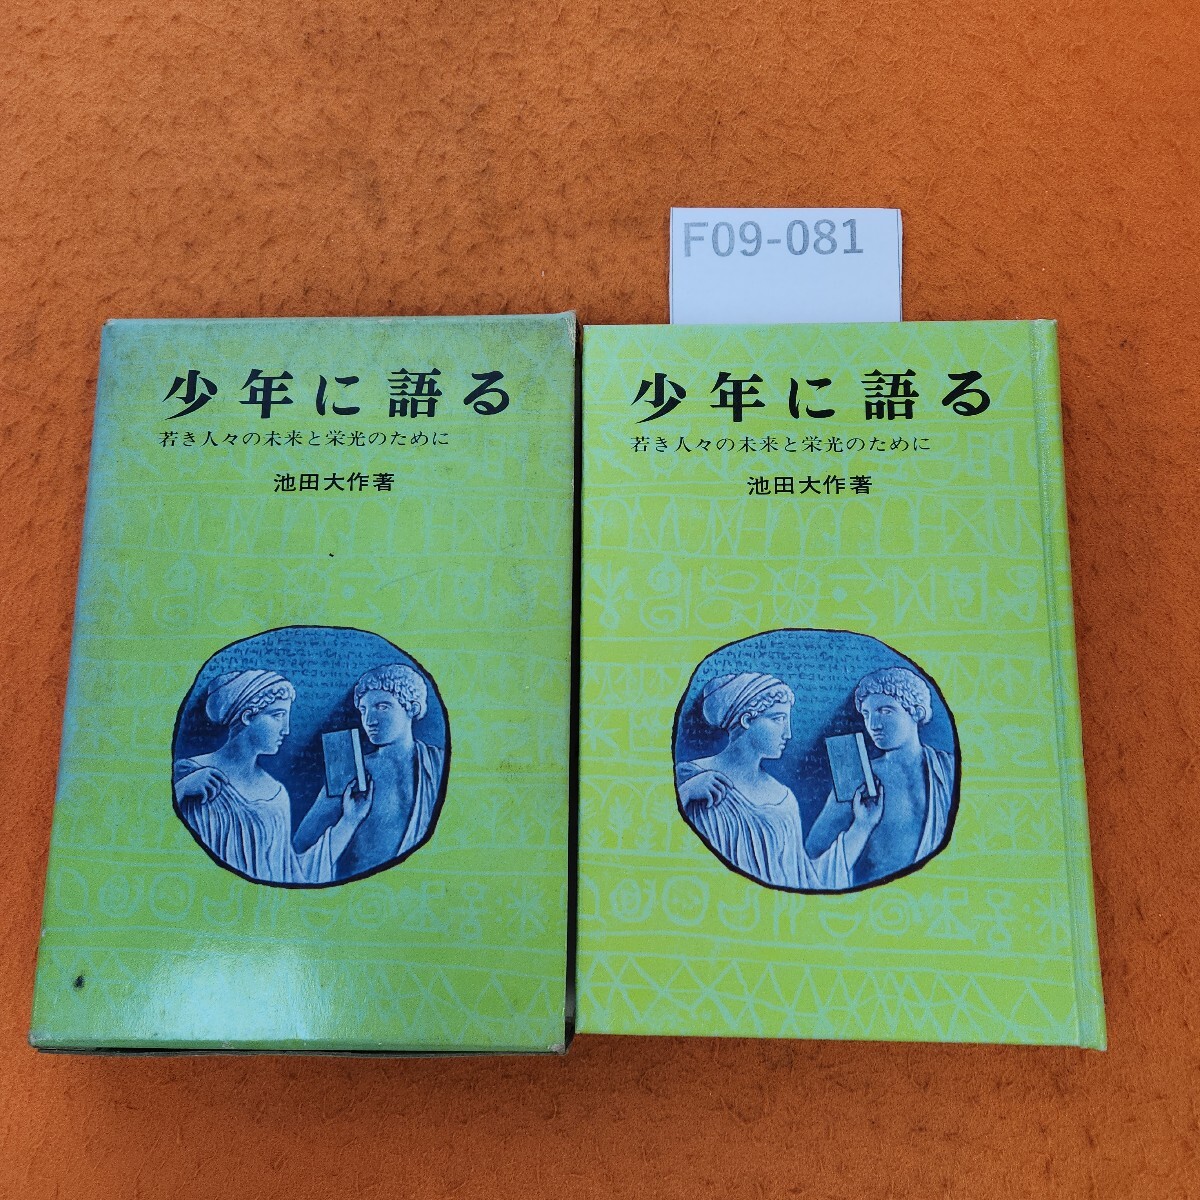 F09-081
少年に語る
若き人々の未来と栄光のために
池田大作著
少年に語る
若き人々の未来と栄光のために
池田大作著